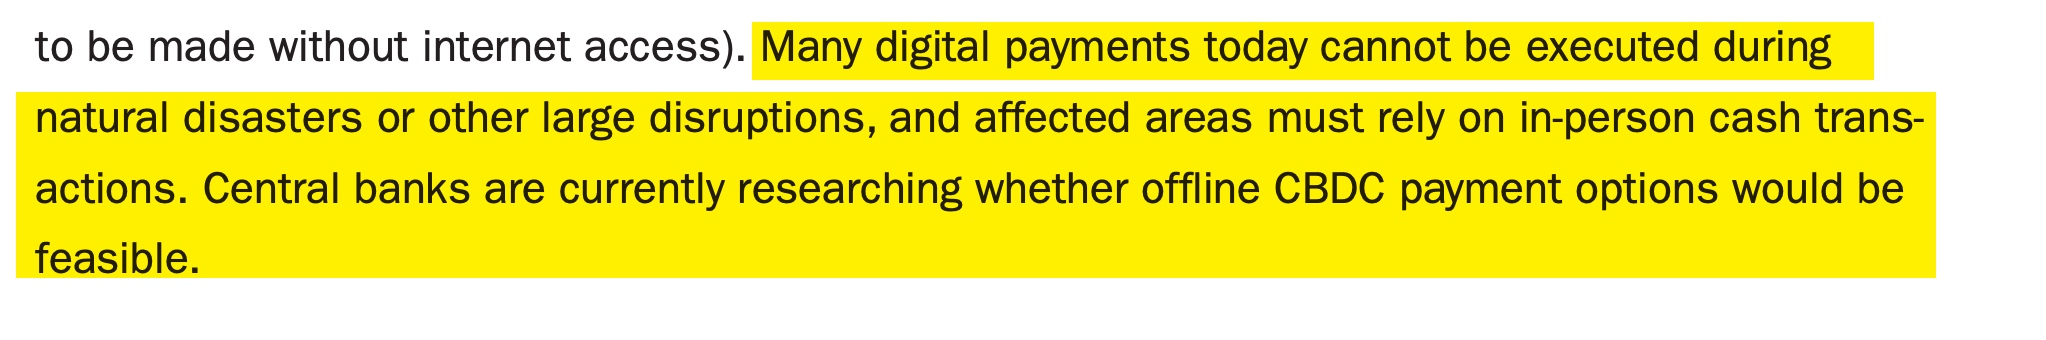 to be made without internet access). Many digital payments today cannot be executed during
natural disasters or other large disruptions, and affected areas must rely on in-person cash trans-
actions. Central banks are currently researching whether offline CBDC payment options would be
feasible.